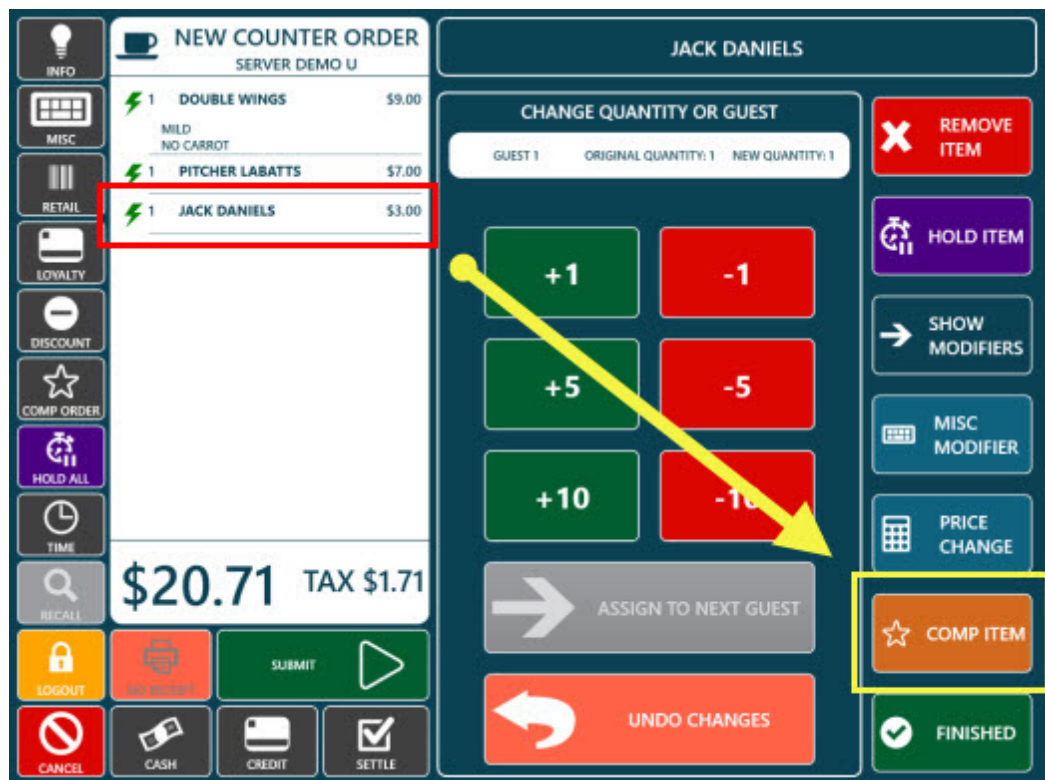 INFO
MISC
RETAIL
LOYALTY
DISCOUNT
COMP ORDER
HOLD ALL
TIME
RECALL
LOGOUT
CANCEL
NEW COUNTER ORDER
SERVER DEMO U
1 DOUBLE WINGS $9.00
MILD
NO CARROT
1 PITCHER LABATTS $7.00
1 JACK DANIELS $3.00
$20.71 TAX $1.71
NO RECEIPT
SUBMIT
CASH
CREDIT
SETTLE
JACK DANIELS
CHANGE QUANTITY OR GUEST
GUEST 1 ORIGINAL QUANTITY: 1 NEW QUANTITY: 1
+1 -1
+5 -5
+10 -10
ASSIGN TO NEXT GUEST
UNDO CHANGES
REMOVE
ITEM
HOLD ITEM
SHOW
MODIFIERS
MISC
MODIFIER
PRICE
CHANGE
COMP ITEM
FINISHED